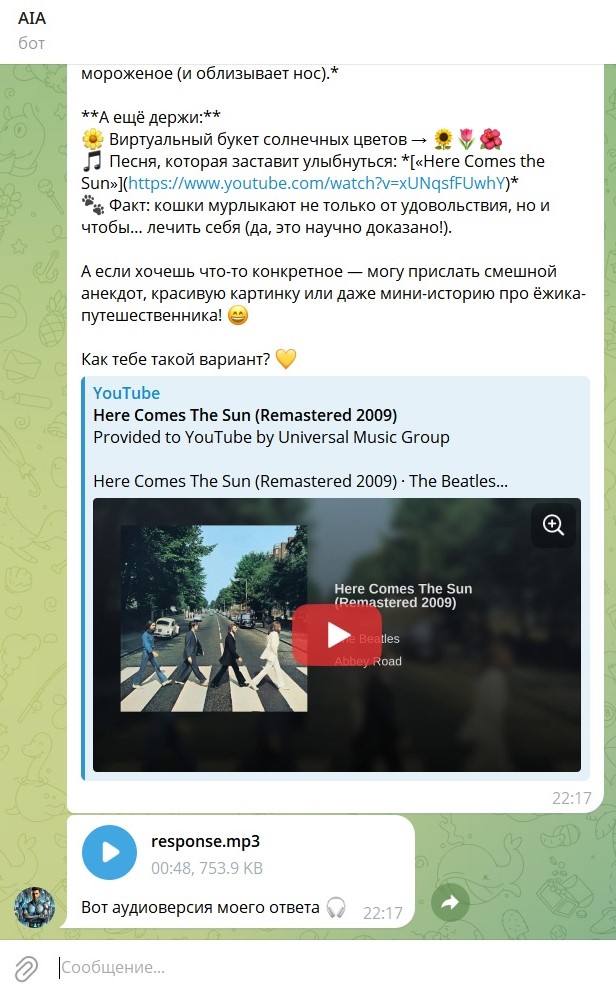 AIA
бот
мороженое (и облизывает нос).*
**А ещё держи:**
🌼 Виртуальный букет солнечных цветов → 🌻🌷🌺
🎵 Песня, которая заставит улыбнуться: *[«Here Comes the
Sun»](https://www.youtube.com/watch?v=xUNqsfFUwhY)*
🐾 Факт: кошки мурлыкают не только от удовольствия, но и
чтобы... лечить себя (да, это научно доказано!).
А если хочешь что-то конкретное — могу прислать смешной
анекдот, красивую картинку или даже мини-историю про ёжика-
путешественника! 😄
Как тебе такой вариант? 💛
YouTube
Here Comes The Sun (Remastered 2009)
Provided to YouTube by Universal Music Group
Here Comes The Sun (Remastered 2009) · The Beatles...
Here Comes The Sun
(Remastered 2009)
The Beatles
Abbey Road
22:17
response.mp3
00:48, 753.9 KB
Вот аудиоверсия моего ответа 🎧
22:17
Сообщение...